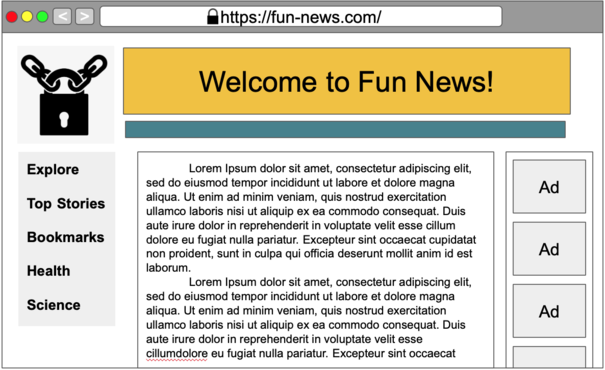 https://fun-news.com/
Welcome to Fun News!
Explore
Top Stories
Bookmarks
Health
Science
Lorem Ipsum dolor sit amet, consectetur adipiscing elit,
sed do eiusmod tempor incididunt ut labore et dolore magna
aliqua. Ut enim ad minim veniam, quis nostrud exercitation
ullamco laboris nisi ut aliquip ex ea commodo consequat. Duis
aute irure dolor in reprehenderit in voluptate velit esse cillum
dolore eu fugiat nulla pariatur. Excepteur sint occaecat cupidatat
non proident, sunt in culpa qui officia deserunt mollit anim id est
laborum.
Lorem Ipsum dolor sit amet, consectetur adipiscing elit,
sed do eiusmod tempor incididunt ut labore et dolore magna
aliqua. Ut enim ad minim veniam, quis nostrud exercitation
ullamco laboris nisi ut aliquip ex ea commodo consequat. Duis
aute irure dolor in reprehenderit in voluptate velit esse
cillumdolore eu fugiat nulla pariatur. Excepteur sint occaecat
Ad
Ad
Ad